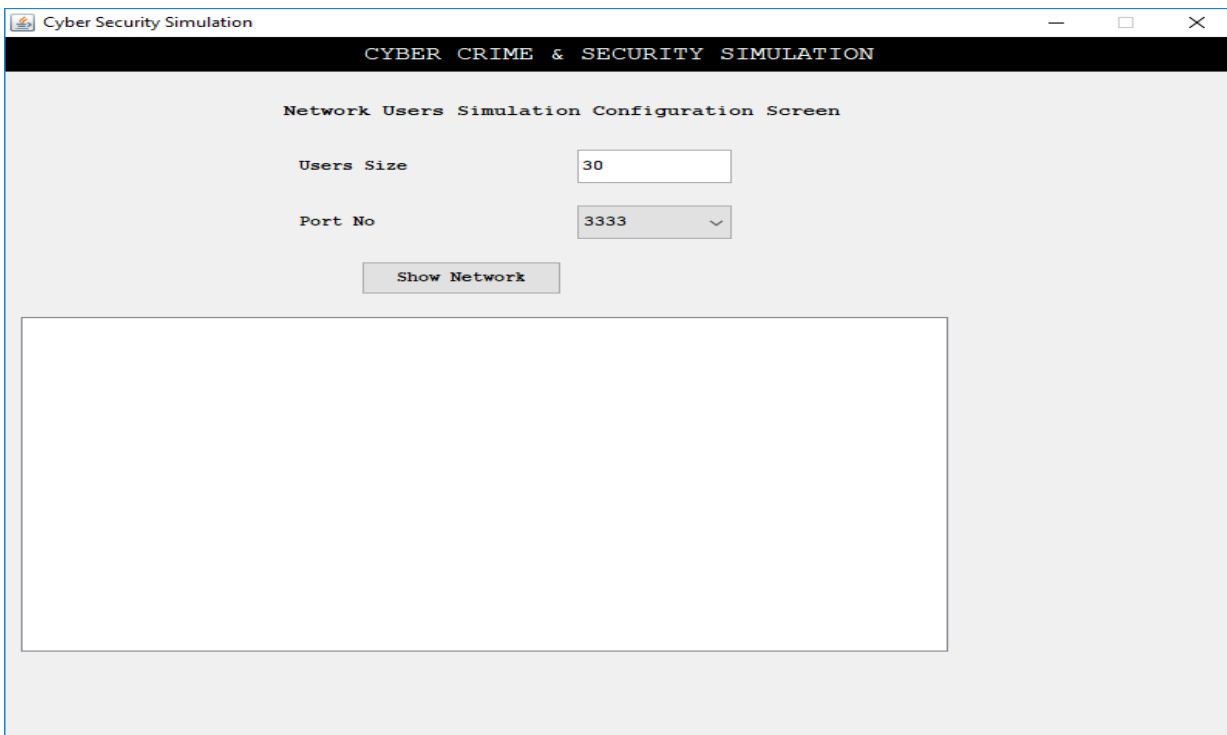 Cyber Security Simulation
CYBER CRIME & SECURITY SIMULATION
Network Users Simulation Configuration Screen
Users Size 30
Port No 3333
Show Network